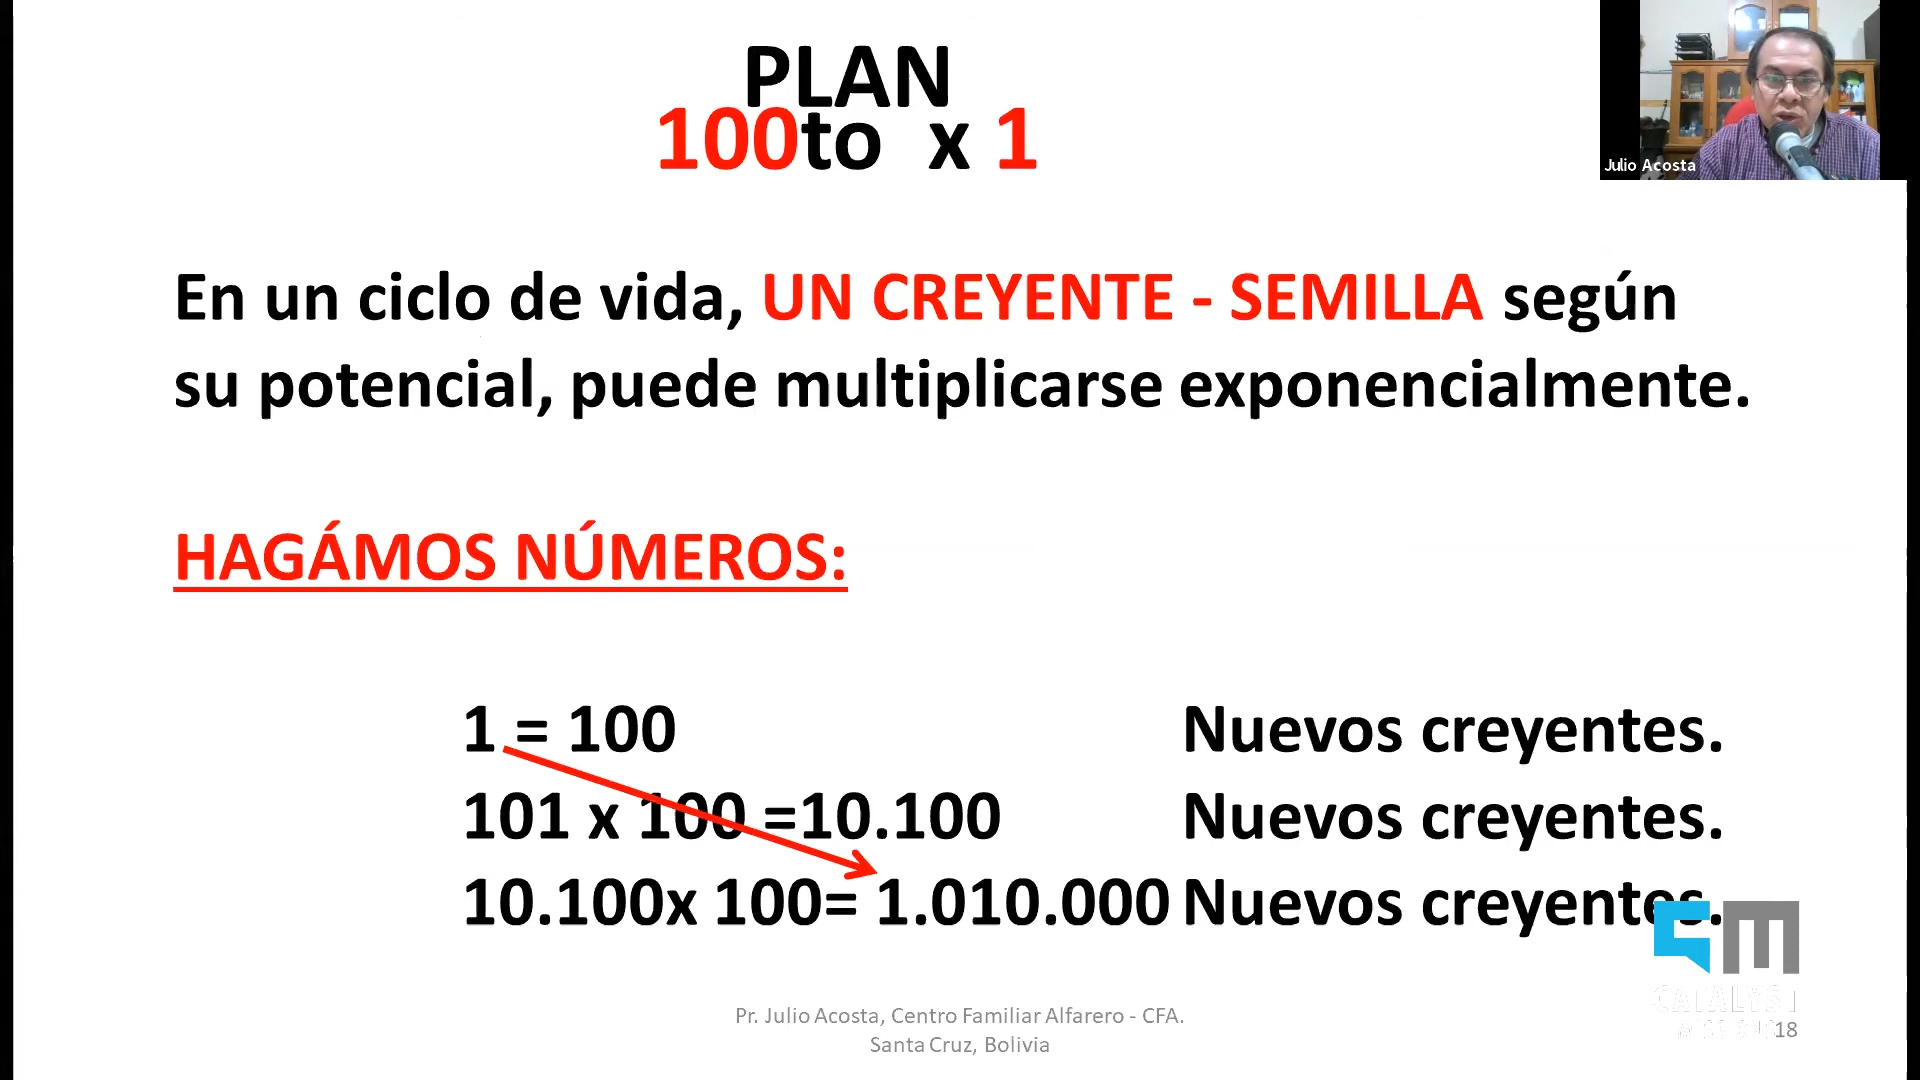 PLAN
100to x 1
Julio Acosta
En un ciclo de vida, UN CREYENTE - SEMILLA según
su potencial, puede multiplicarse exponencialmente.
HAGÁMOS NÚMEROS:
1 = 100 Nuevos creyentes.
101 x 100 =10.100 Nuevos creyentes.
10.100x 100= 1.010.000 Nuevos creyentes.
CATALYST
Pr. Julio Acosta, Centro Familiar Alfarero - CFA.
Santa Cruz, Bolivia
18